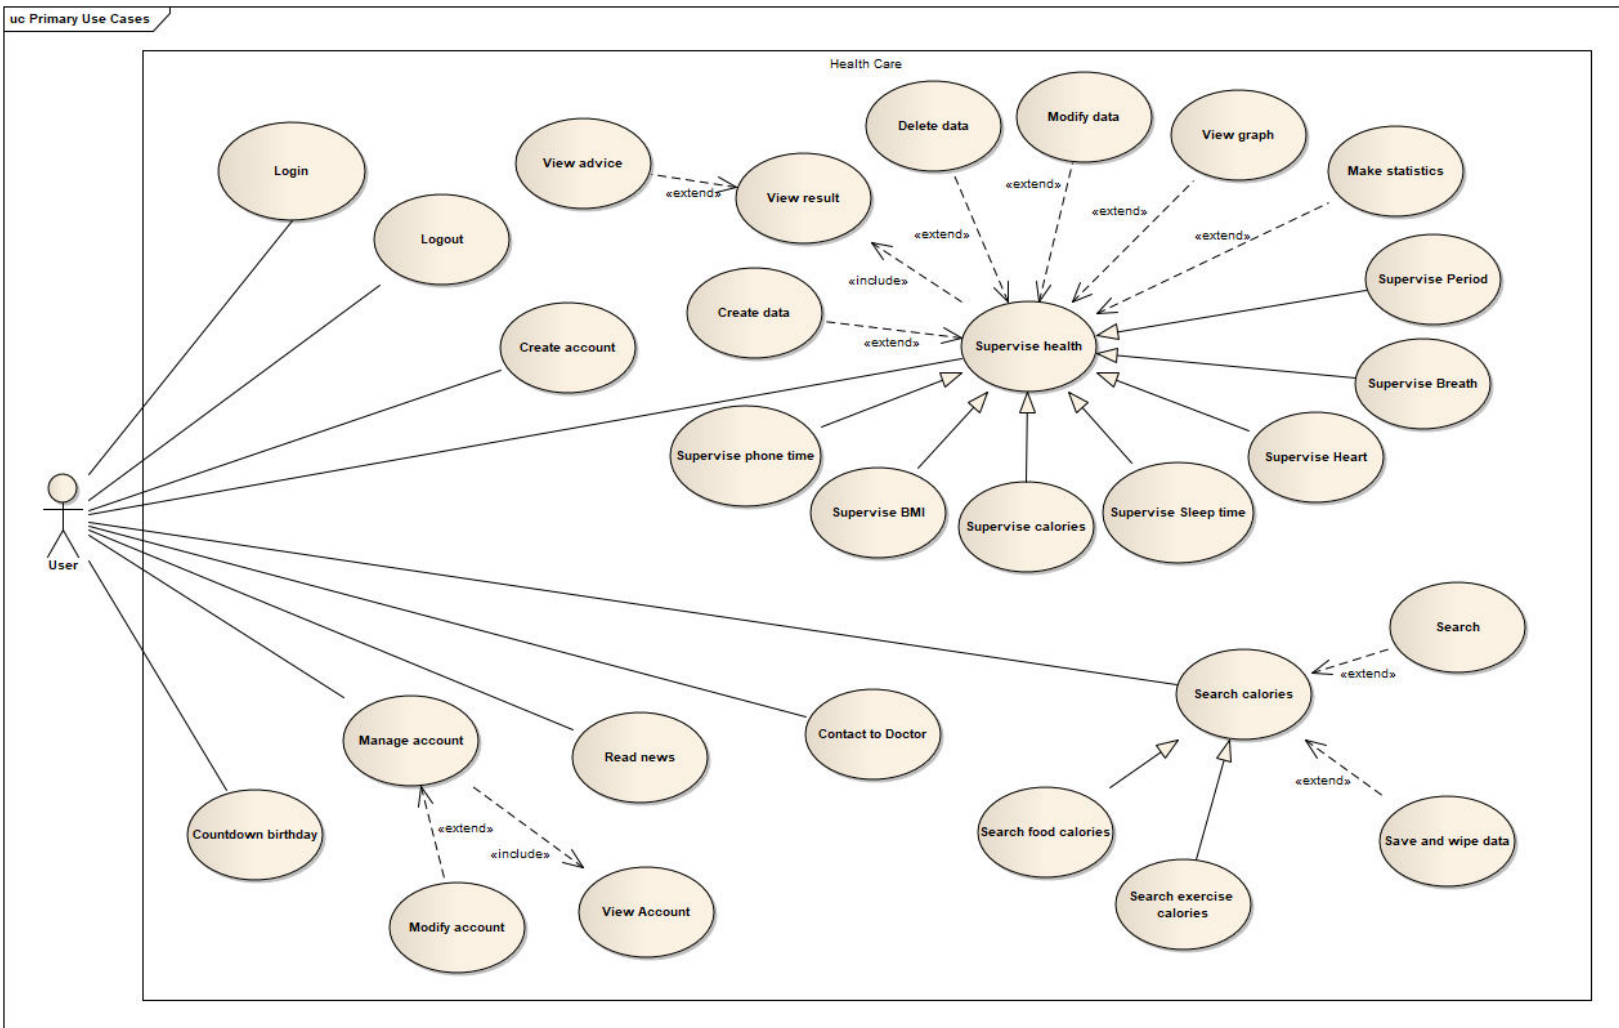 uc Primary Use Cases
Health Care
Login
Logout
Create account
View advice
«extend»
View result
Delete data
Modify data
View graph
Make statistics
«extend»
«extend»
«extend»
«extend»
«include»
Create data
«extend»
Supervise health
Supervise Period
Supervise Breath
Supervise Heart
Supervise phone time
Supervise BMI
Supervise calories
Supervise Sleep time
User
Search
«extend»
Search calories
«extend»
Save and wipe data
Search food calories
Search exercise
calories
Contact to Doctor
Read news
Manage account
Countdown birthday
«extend»
«include»
Modify account
View Account